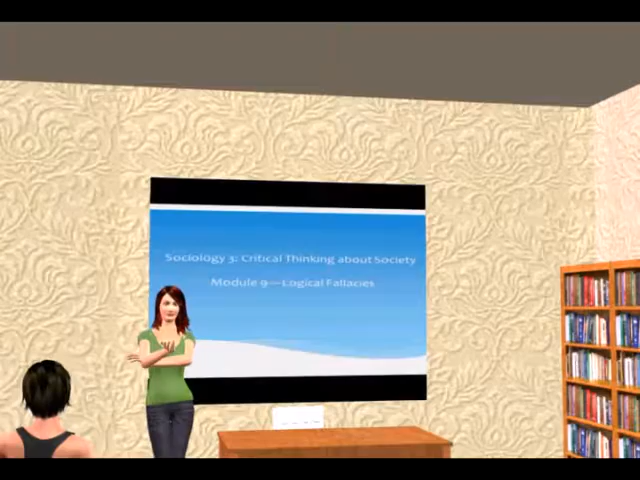 Sociology 3: Critical Thinking about Society
Module 9—Logical Fallacies